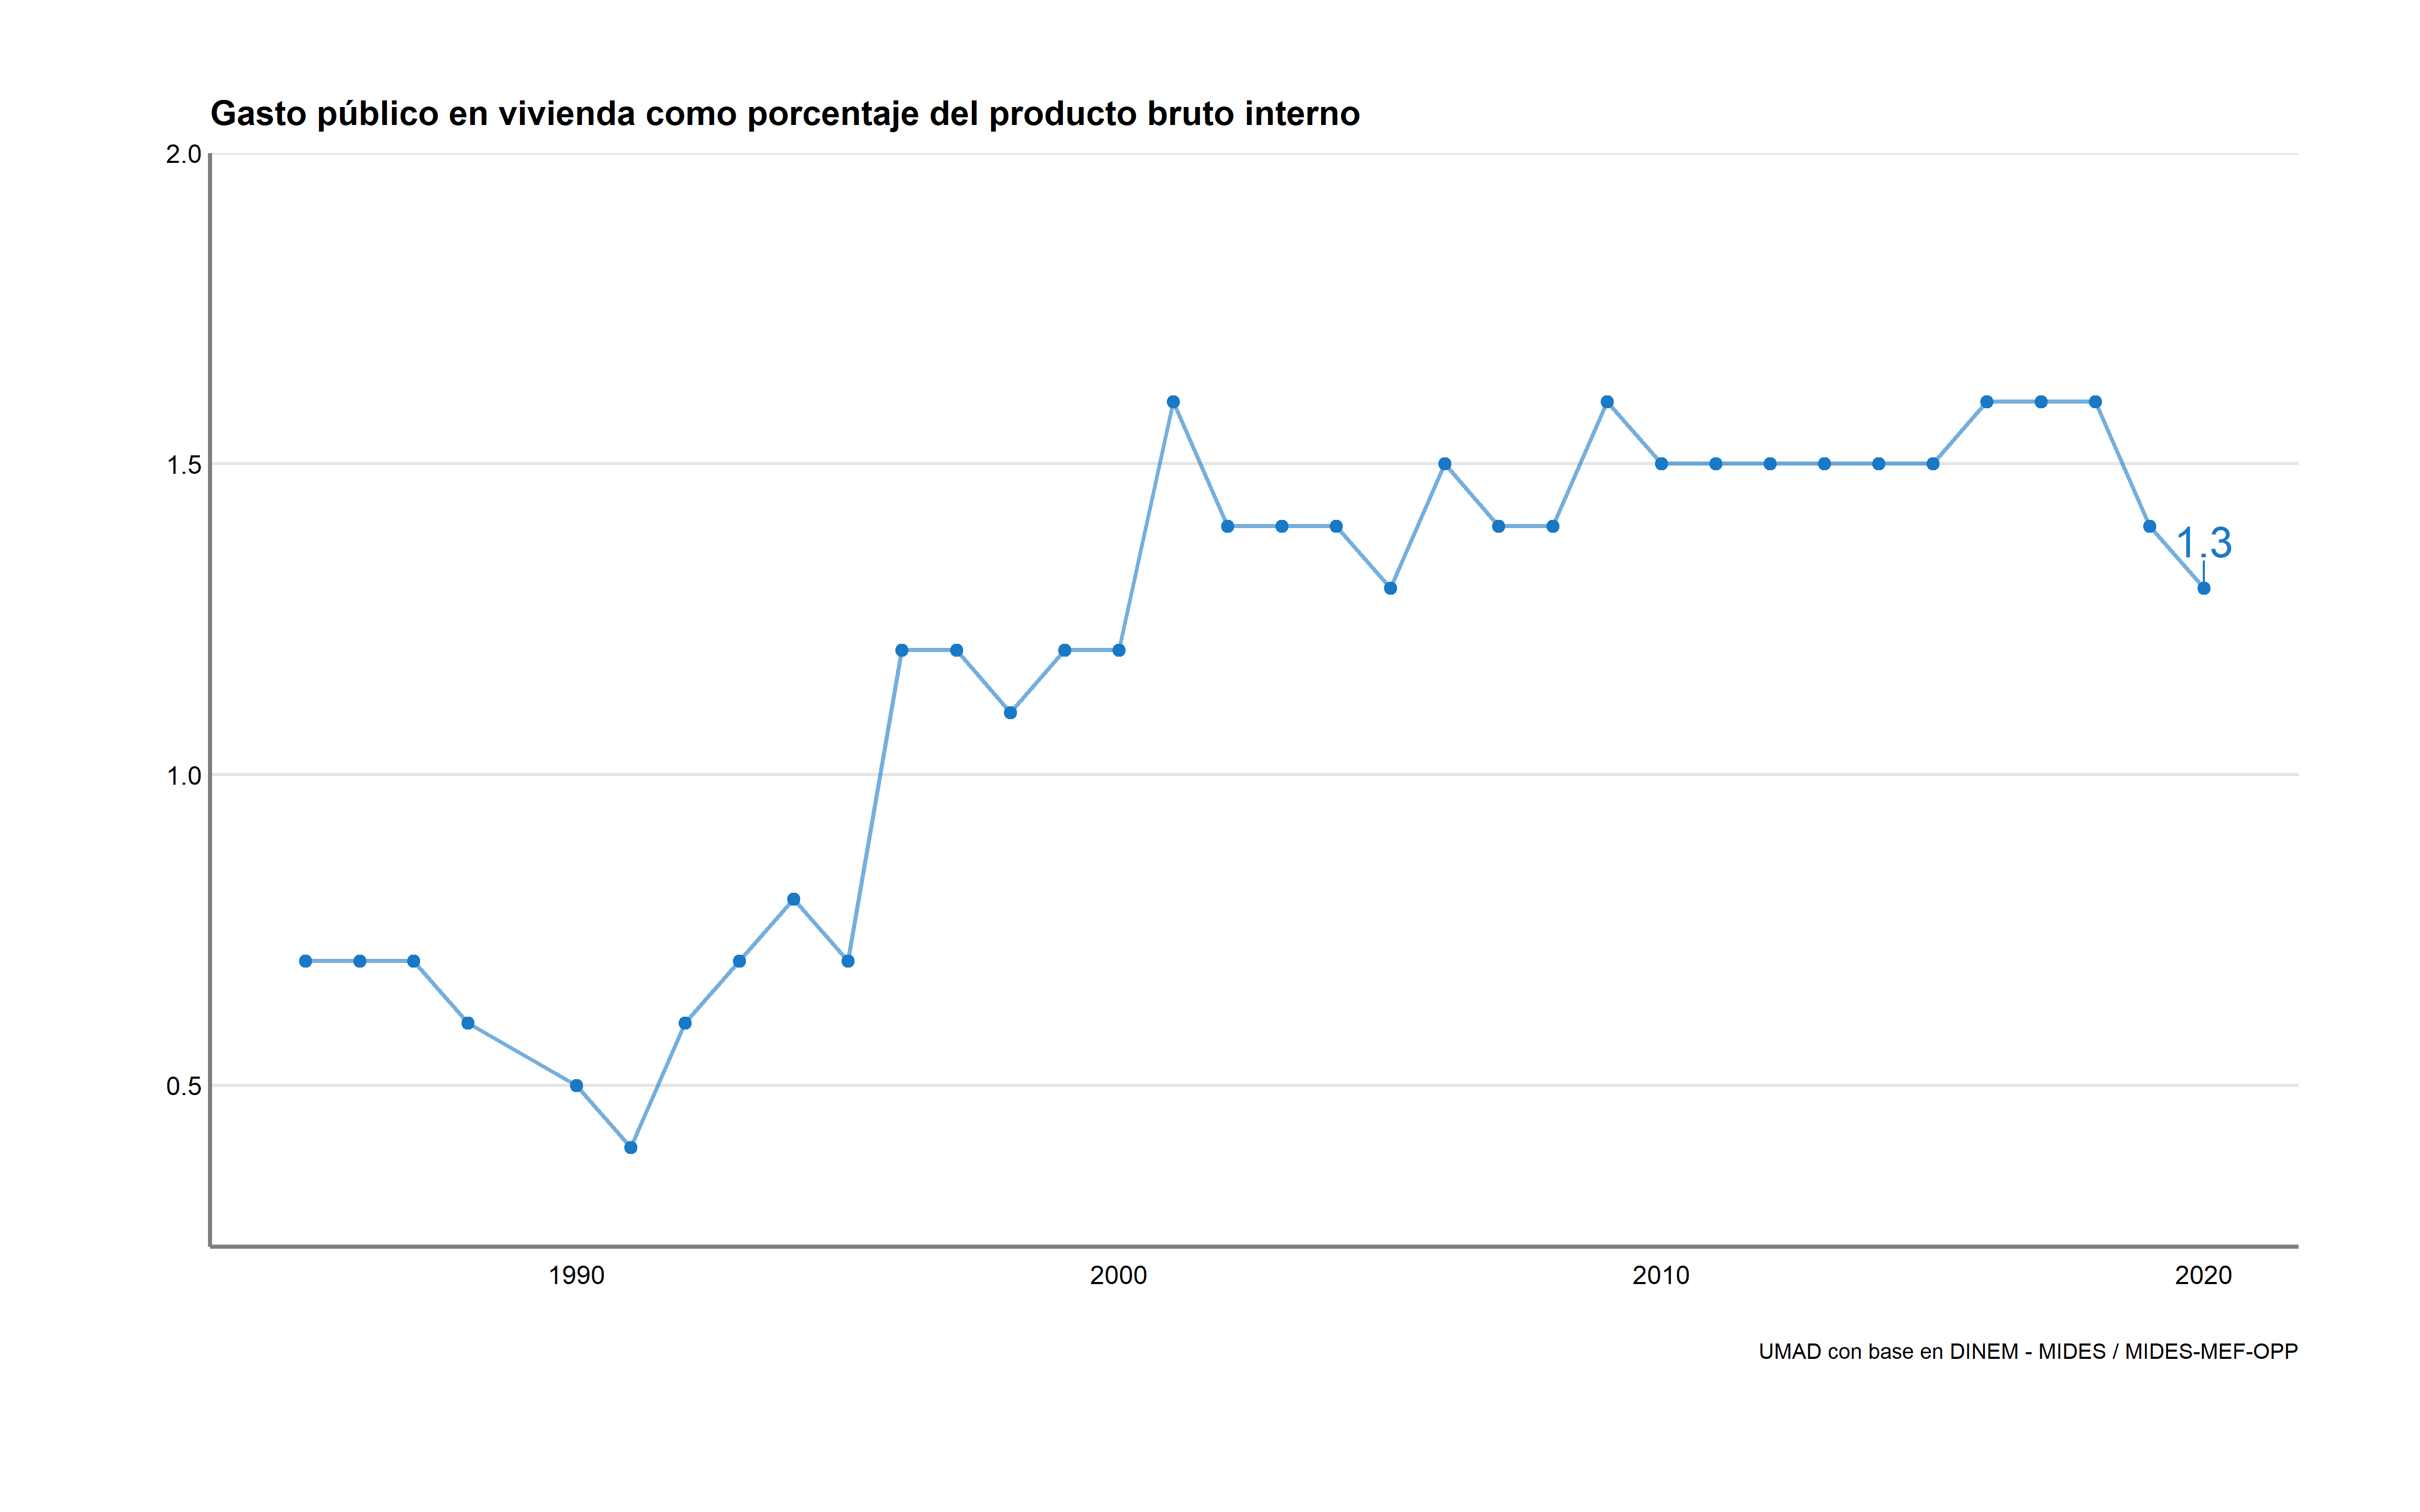 Gasto público en vivienda como porcentaje del producto bruto interno
2.0
1.5
1.3
1.0
0.5
1990 2000 2010 2020
UMAD con base en DINEM - MIDES / MIDES-MEF-OPP